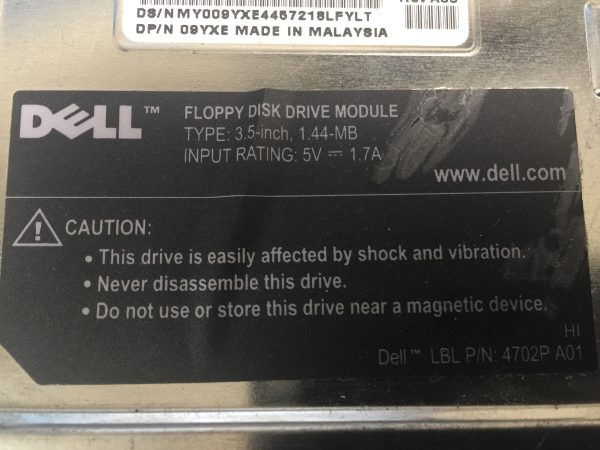 DS/N MY009YXE4457218LFYLT
DP/N 09YXE MADE IN MALAYSIA
DELL™
FLOPPY DISK DRIVE MODULE
TYPE: 3.5-inch, 1.44-MB
INPUT RATING: 5V ⎓ 1.7A
www.dell.com
CAUTION:
• This drive is easily affected by shock and vibration.
• Never disassemble this drive.
• Do not use or store this drive near a magnetic device.
HI
Dell™ LBL P/N: 4702P A01